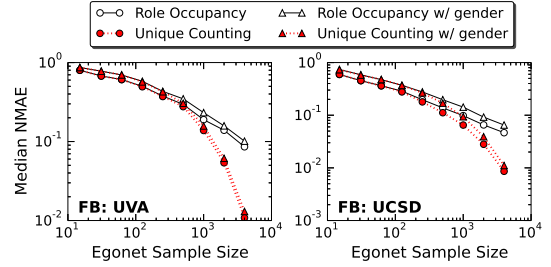 Role Occupancy
Role Occupancy w/ gender
Unique Counting
Unique Counting w/ gender
Median NMAE
10^0
10^-1
10^-2
FB: UVA
10^1 10^2 10^3 10^4
Egonet Sample Size
10^0
10^-1
10^-2
10^-3
FB: UCSD
10^1 10^2 10^3 10^4
Egonet Sample Size